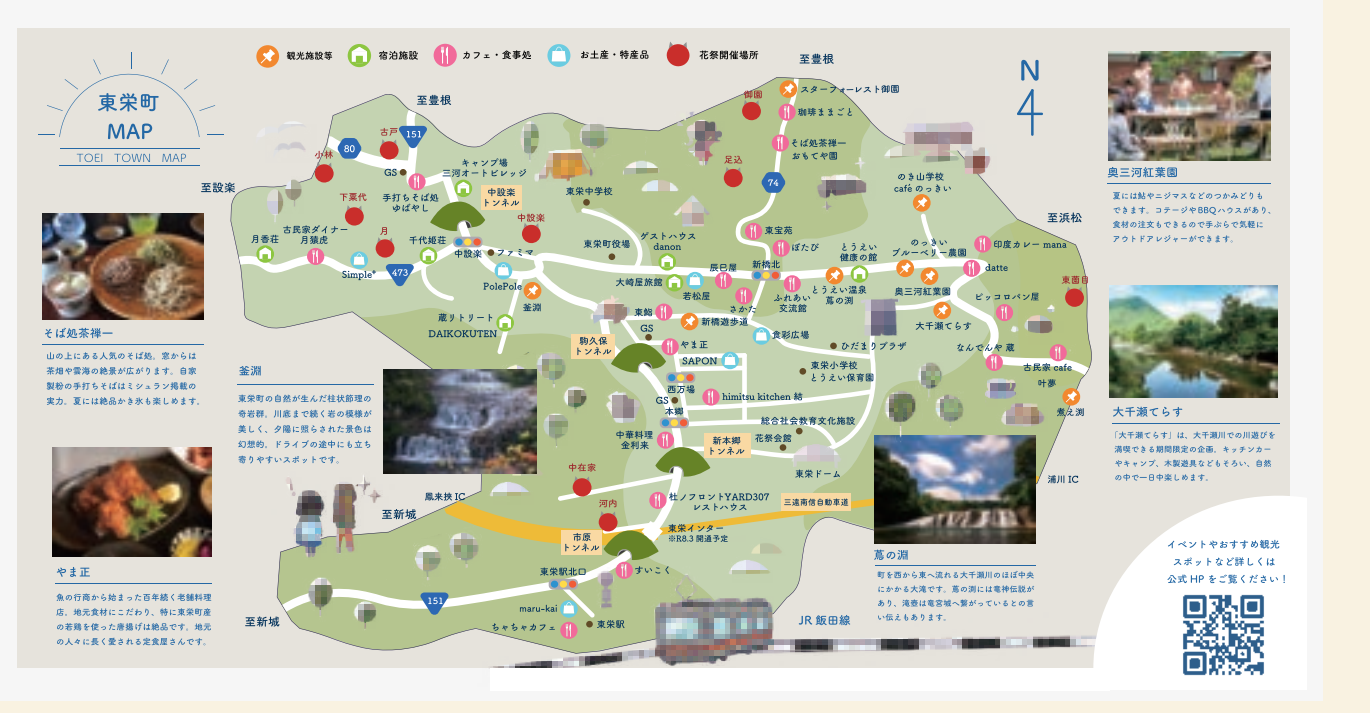 東栄町
MAP
TOEI TOWN MAP
観光施設等
宿泊施設
カフェ・食事処
お土産・特産品
花祭開催場所
至豊根
至豊根
N
4
至設楽
至浜松
至新城
至新城
浦川 IC
鳳来峡 IC
80
151
古戸
小林
GS
手打ちそば処
ゆばやし
キャンプ場
三河オートビレッジ
中設楽
トンネル
下粟代
月
月香荘
古民家ダイナー
月猿虎
Simple*
473
千代姫荘
中設楽
ファミマ
中設楽
PolePole
釜淵
蔵リトリート
DAIKOKUTEN
東栄中学校
東栄町役場
ゲストハウス
danon
大崎屋旅館
若松屋
辰巳屋
さかた
東鮨
新橋遊歩道
GS
駒久保
トンネル
やま正
SAPON
西万場
GS
本郷
himitsu kitchen 結
中華料理
金利来
新本郷
トンネル
御園
スターフォーレスト御園
珈琲ままごと
そば処茶禅一
おもてや園
足込
74
東宝苑
ぼたび
新橋北
ふれあい
交流館
とうえい
健康の館
とうえい温泉
蔦の渕
食彩広場
ひだまりプラザ
東栄小学校
とうえい保育園
総合社会教育文化施設
花祭会館
東栄ドーム
のき山学校
café のっきい
のっきい
ブルーベリー農園
奥三河紅葉園
大千瀬てらす
印度カレー mana
datte
ピッコロパン屋
東薗目
なんでんや 蔵
古民家 cafe
叶夢
煮え渕
中在家
河内
杜ノフロントYARD307
レストハウス
三遠南信自動車道
東栄インター
※R8.3 開通予定
市原
トンネル
すいこく
東栄駅北口
151
maru-kai
ちゃちゃカフェ
東栄駅
JR 飯田線
そば処茶禅一
山の上にある人気のそば処。窓からは
茶畑や雲海の絶景が広がります。自家
製粉の手打ちそばはミシュラン掲載の
実力。夏には絶品かき氷も楽しめます。
やま正
魚の行商から始まった百年続く老舗料理
店。地元食材にこだわり、特に東栄町産
の若鶏を使った唐揚げは絶品です。地元
の人々に長く愛される定食屋さんです。
釜淵
東栄町の自然が生んだ柱状節理の
奇岩群。川底まで続く岩の模様が
美しく、夕陽に照らされた景色は
幻想的。ドライブの途中にも立ち
寄りやすいスポットです。
蔦の淵
町を西から東へ流れる大千瀬川のほぼ中央
にかかる大滝です。蔦の渕には竜神伝説が
あり、滝壺は竜宮城へ繋がっているとの言
い伝えもあります。
奥三河紅葉園
夏には鮎やニジマスなどのつかみどりも
できます。コテージやBBQハウスがあり、
食材の注文もできるので手ぶらで気軽に
アウトドアレジャーができます。
大千瀬てらす
「大千瀬てらす」は、大千瀬川での川遊びを
満喫できる期間限定の企画。キッチンカー
やキャンプ、木製遊具などもそろい、自然
の中で一日中楽しめます。
イベントやおすすめ観光
スポットなど詳しくは
公式 HP をご覧ください！